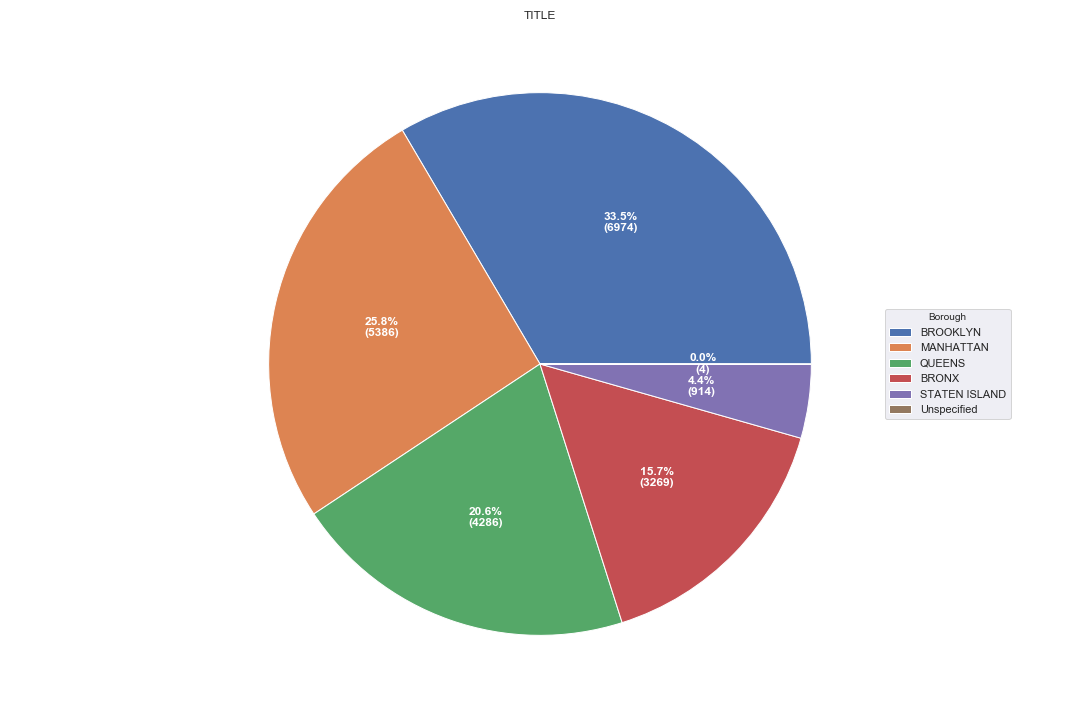 TITLE
33.5%
(6974)
25.8%
(5386)
0.0%
(4)
4.4%
(914)
15.7%
(3269)
20.6%
(4286)
Borough
BROOKLYN
MANHATTAN
QUEENS
BRONX
STATEN ISLAND
Unspecified